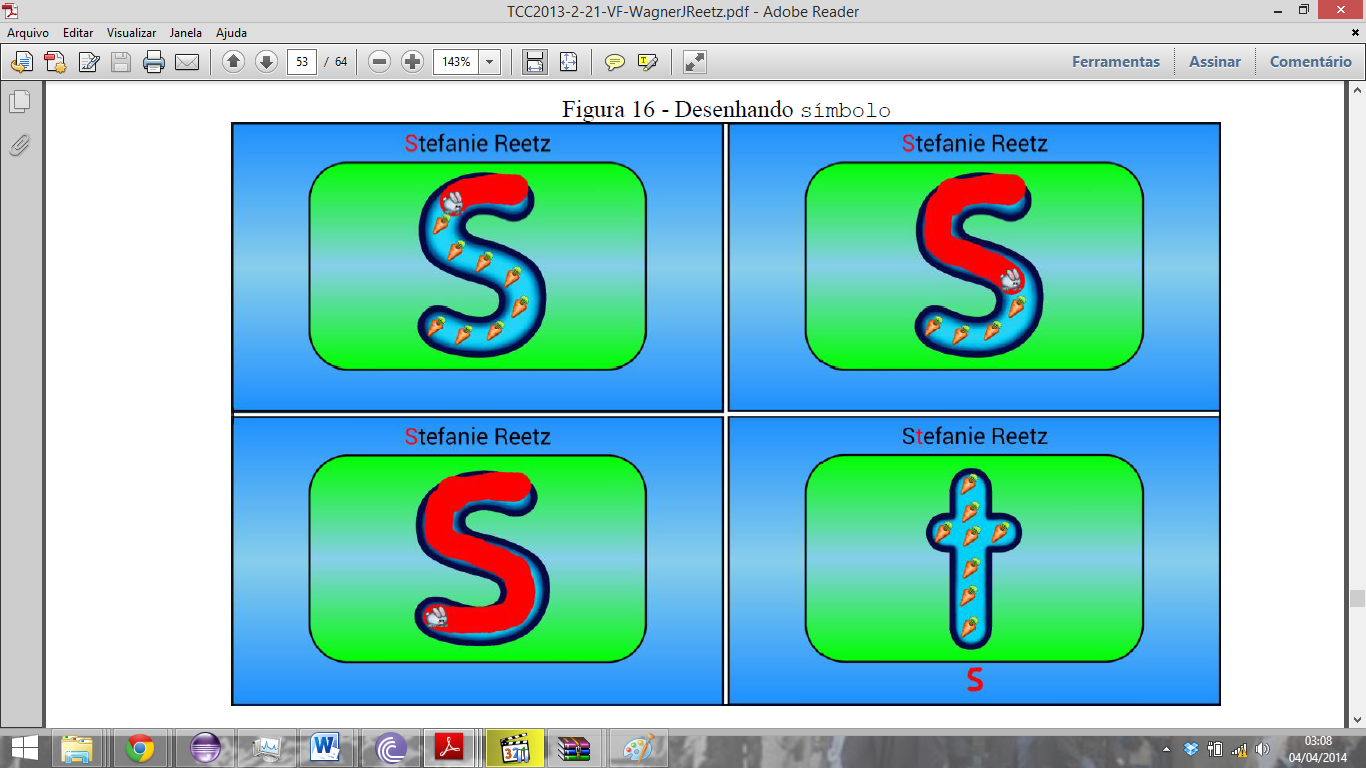 TCC2013-2-21-VF-WagnerJReetz.pdf - Adobe Reader
Arquivo Editar Visualizar Janela Ajuda
53 / 64 143% Ferramentas Assinar Comentário
Figura 16 - Desenhando símbolo
Stefanie Reetz Stefanie Reetz
S S
Stefanie Reetz Stefanie Reetz
S t
S
03:08
04/04/2014